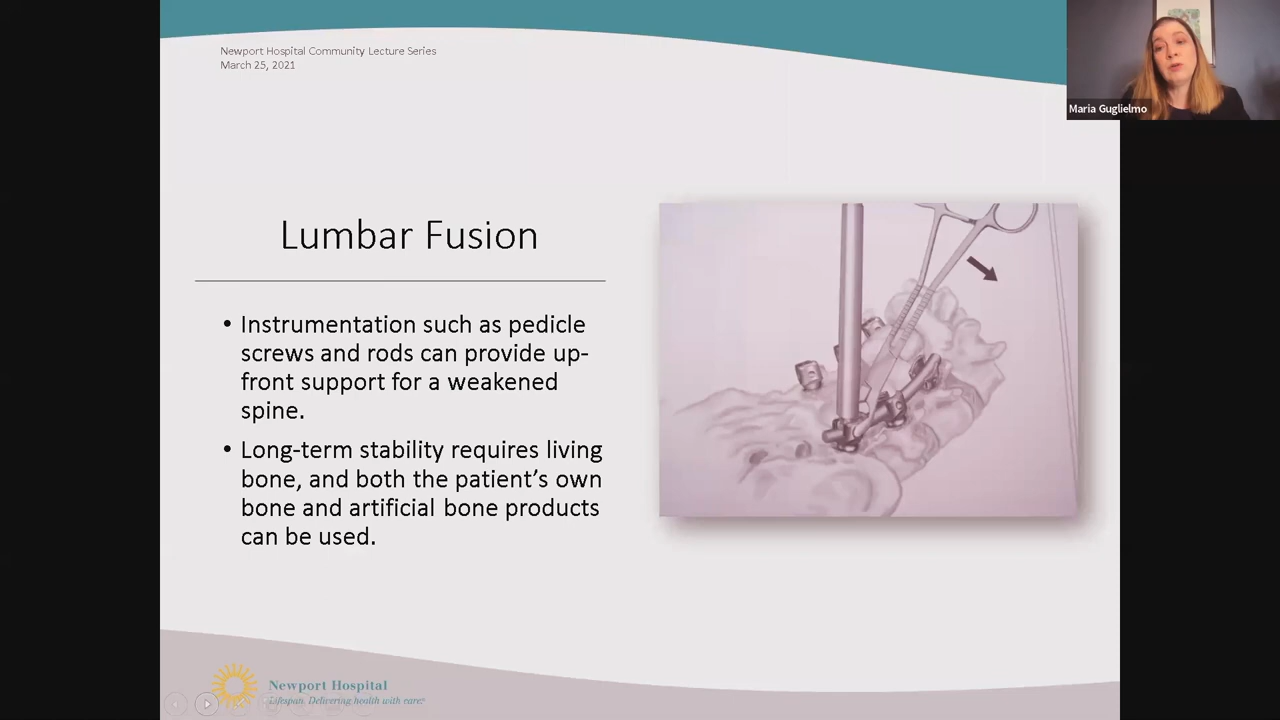 Newport Hospital Community Lecture Series
March 25, 2021
Maria Guglielmo
Lumbar Fusion
• Instrumentation such as pedicle
screws and rods can provide up-
front support for a weakened
spine.
• Long-term stability requires living
bone, and both the patient’s own
bone and artificial bone products
can be used.
Newport Hospital
Lifespan. Delivering health with care.®